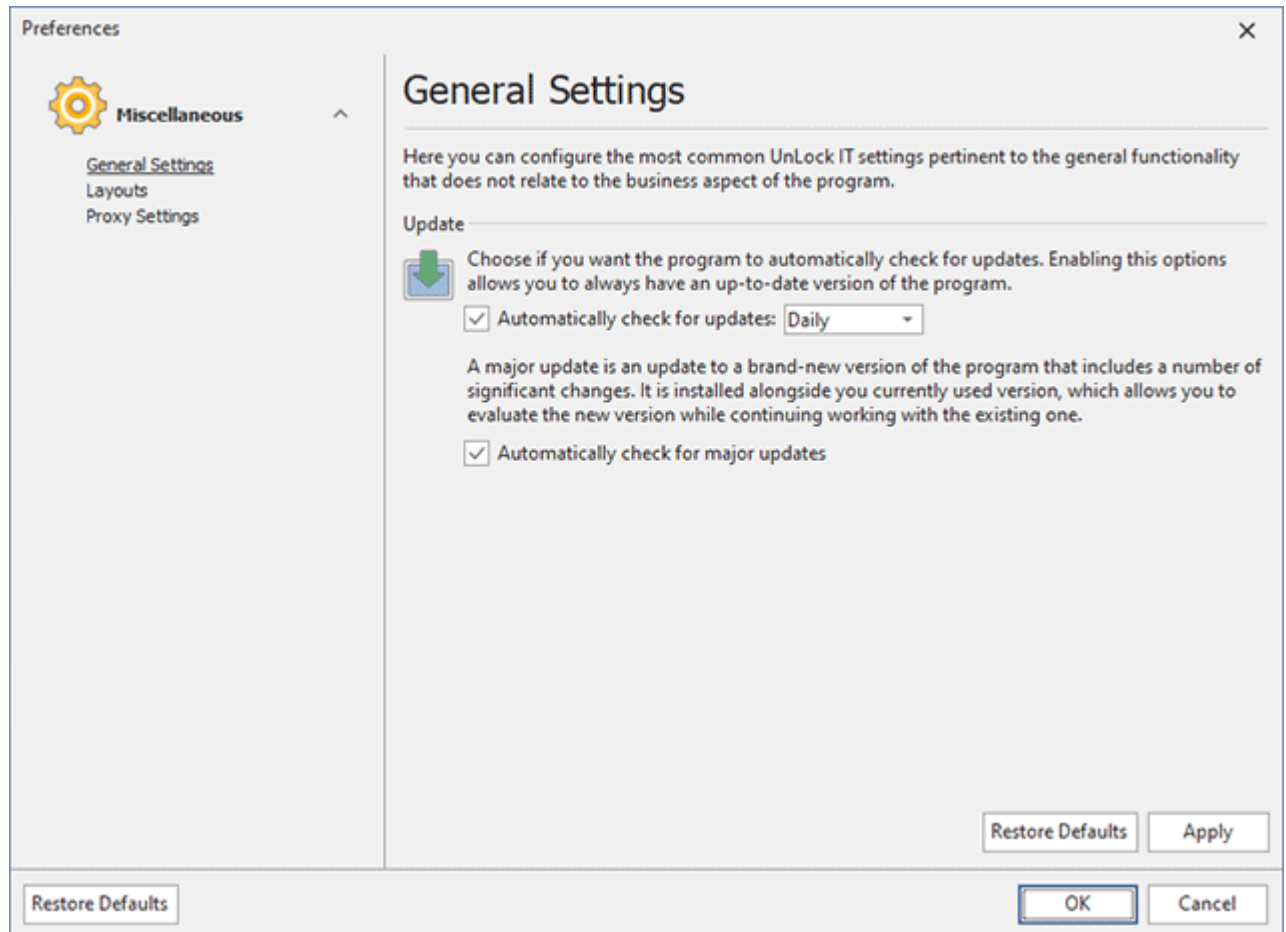 Preferences
Miscellaneous
General Settings
Layouts
Proxy Settings
General Settings
Here you can configure the most common UnLock IT settings pertinent to the general functionality
that does not relate to the business aspect of the program.
Update
Choose if you want the program to automatically check for updates. Enabling this options
allows you to always have an up-to-date version of the program.
Automatically check for updates: Daily
A major update is an update to a brand-new version of the program that includes a number of
significant changes. It is installed alongside you currently used version, which allows you to
evaluate the new version while continuing working with the existing one.
Automatically check for major updates
Restore Defaults Apply
Restore Defaults OK Cancel